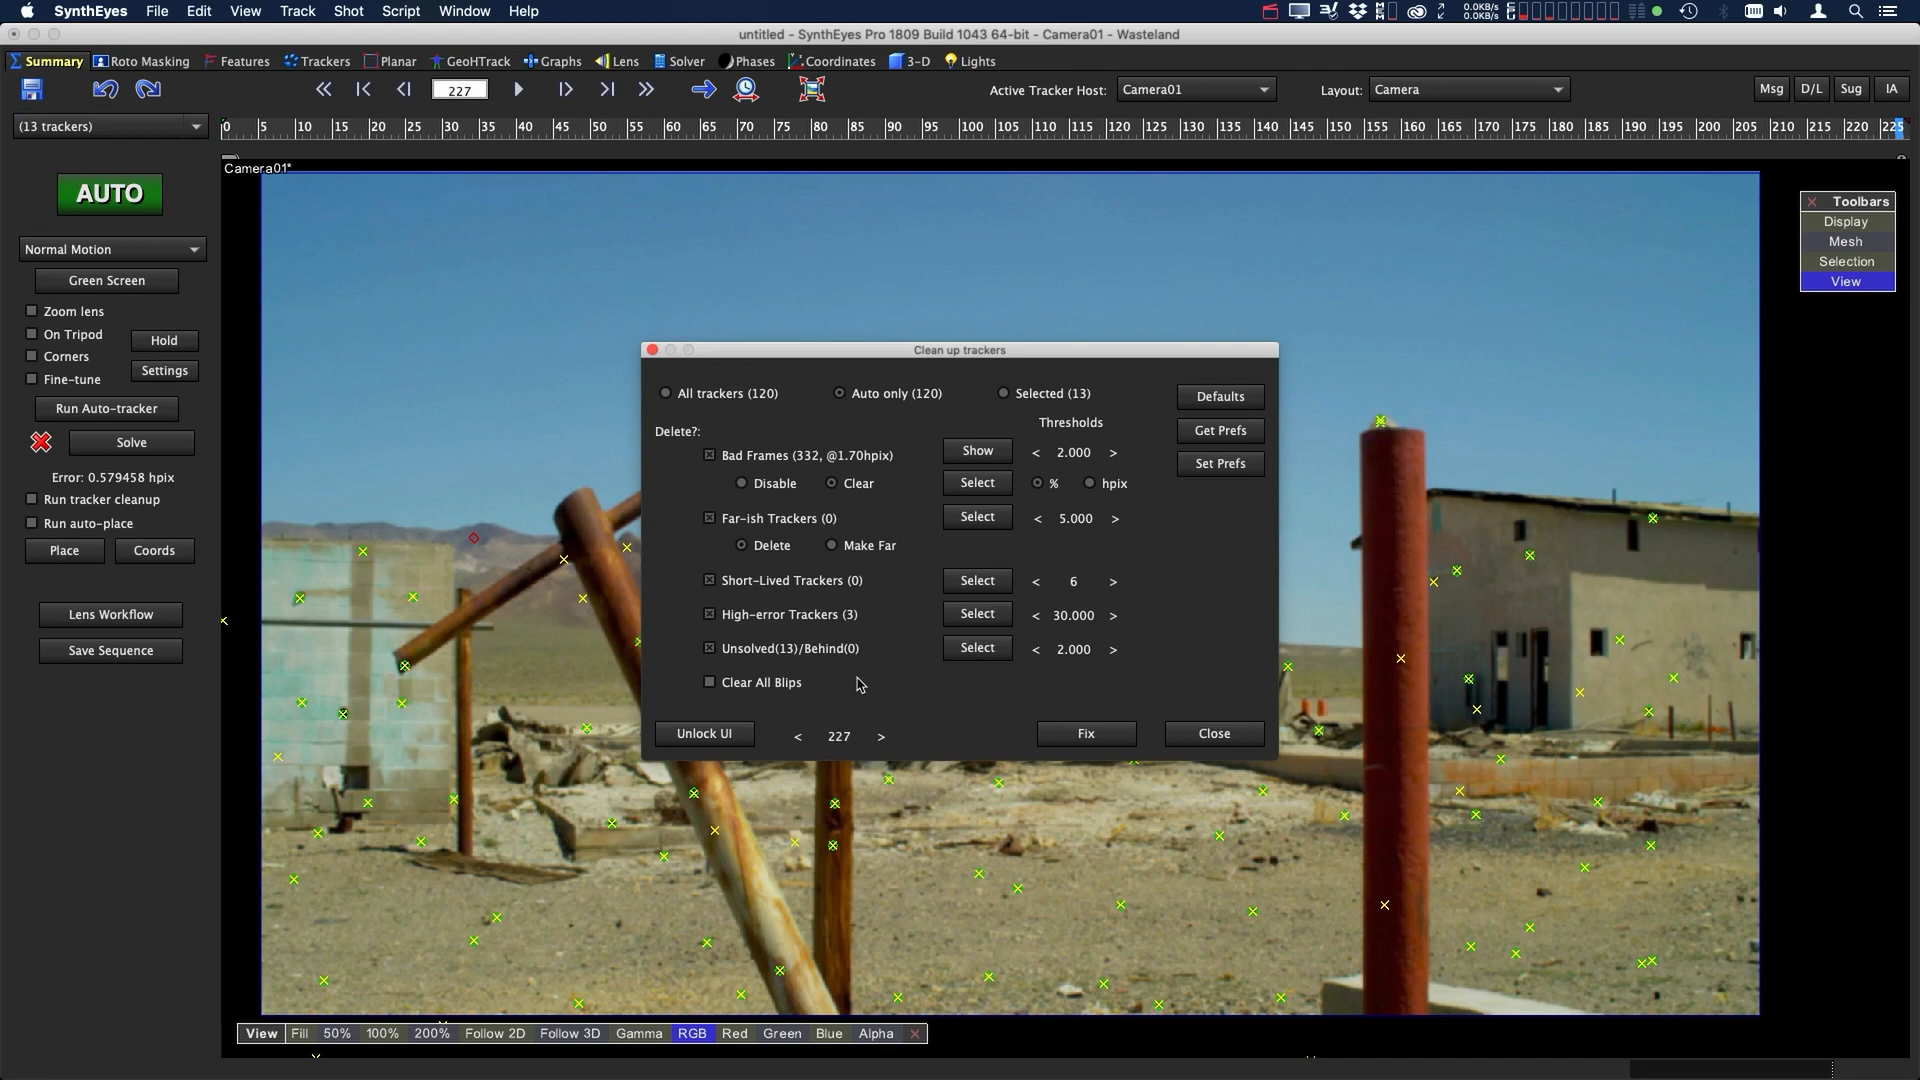 SynthEyes File Edit View Track Shot Script Window Help
0.0KB/s
0.0KB/s
untitled - SynthEyes Pro 1809 Build 1043 64-bit - Camera01 - Wasteland
Summary Roto Masking Features Trackers Planar GeoHTrack Graphs Lens Solver Phases Coordinates 3-D Lights
227 Active Tracker Host: Camera01 Layout: Camera Msg D/L Sug IA
(13 trackers) 0 5 10 15 20 25 30 35 40 45 50 55 60 65 70 75 80 85 90 95 100 105 110 115 120 125 130 135 140 145 150 155 160 165 170 175 180 185 190 195 200 205 210 215 220 225
Camera01*
AUTO
Normal Motion
Green Screen
Zoom lens
On Tripod
Hold
Corners
Settings
Fine-tune
Run Auto-tracker
Solve
Error: 0.579458 hpix
Run tracker cleanup
Run auto-place
Place Coords
Lens Workflow
Save Sequence
Toolbars
Display
Mesh
Selection
View
Clean up trackers
All trackers (120) Auto only (120) Selected (13) Defaults
Thresholds
Delete?: Get Prefs
Bad Frames (332, @1.70hpix) Show < 2.000 > Set Prefs
Disable Clear Select % hpix
Far-ish Trackers (0) Select < 5.000 >
Delete Make Far
Short-Lived Trackers (0) Select < 6 >
High-error Trackers (3) Select < 30.000 >
Unsolved(13)/Behind(0) Select < 2.000 >
Clear All Blips
Unlock UI < 227 > Fix Close
View Fill 50% 100% 200% Follow 2D Follow 3D Gamma RGB Red Green Blue Alpha